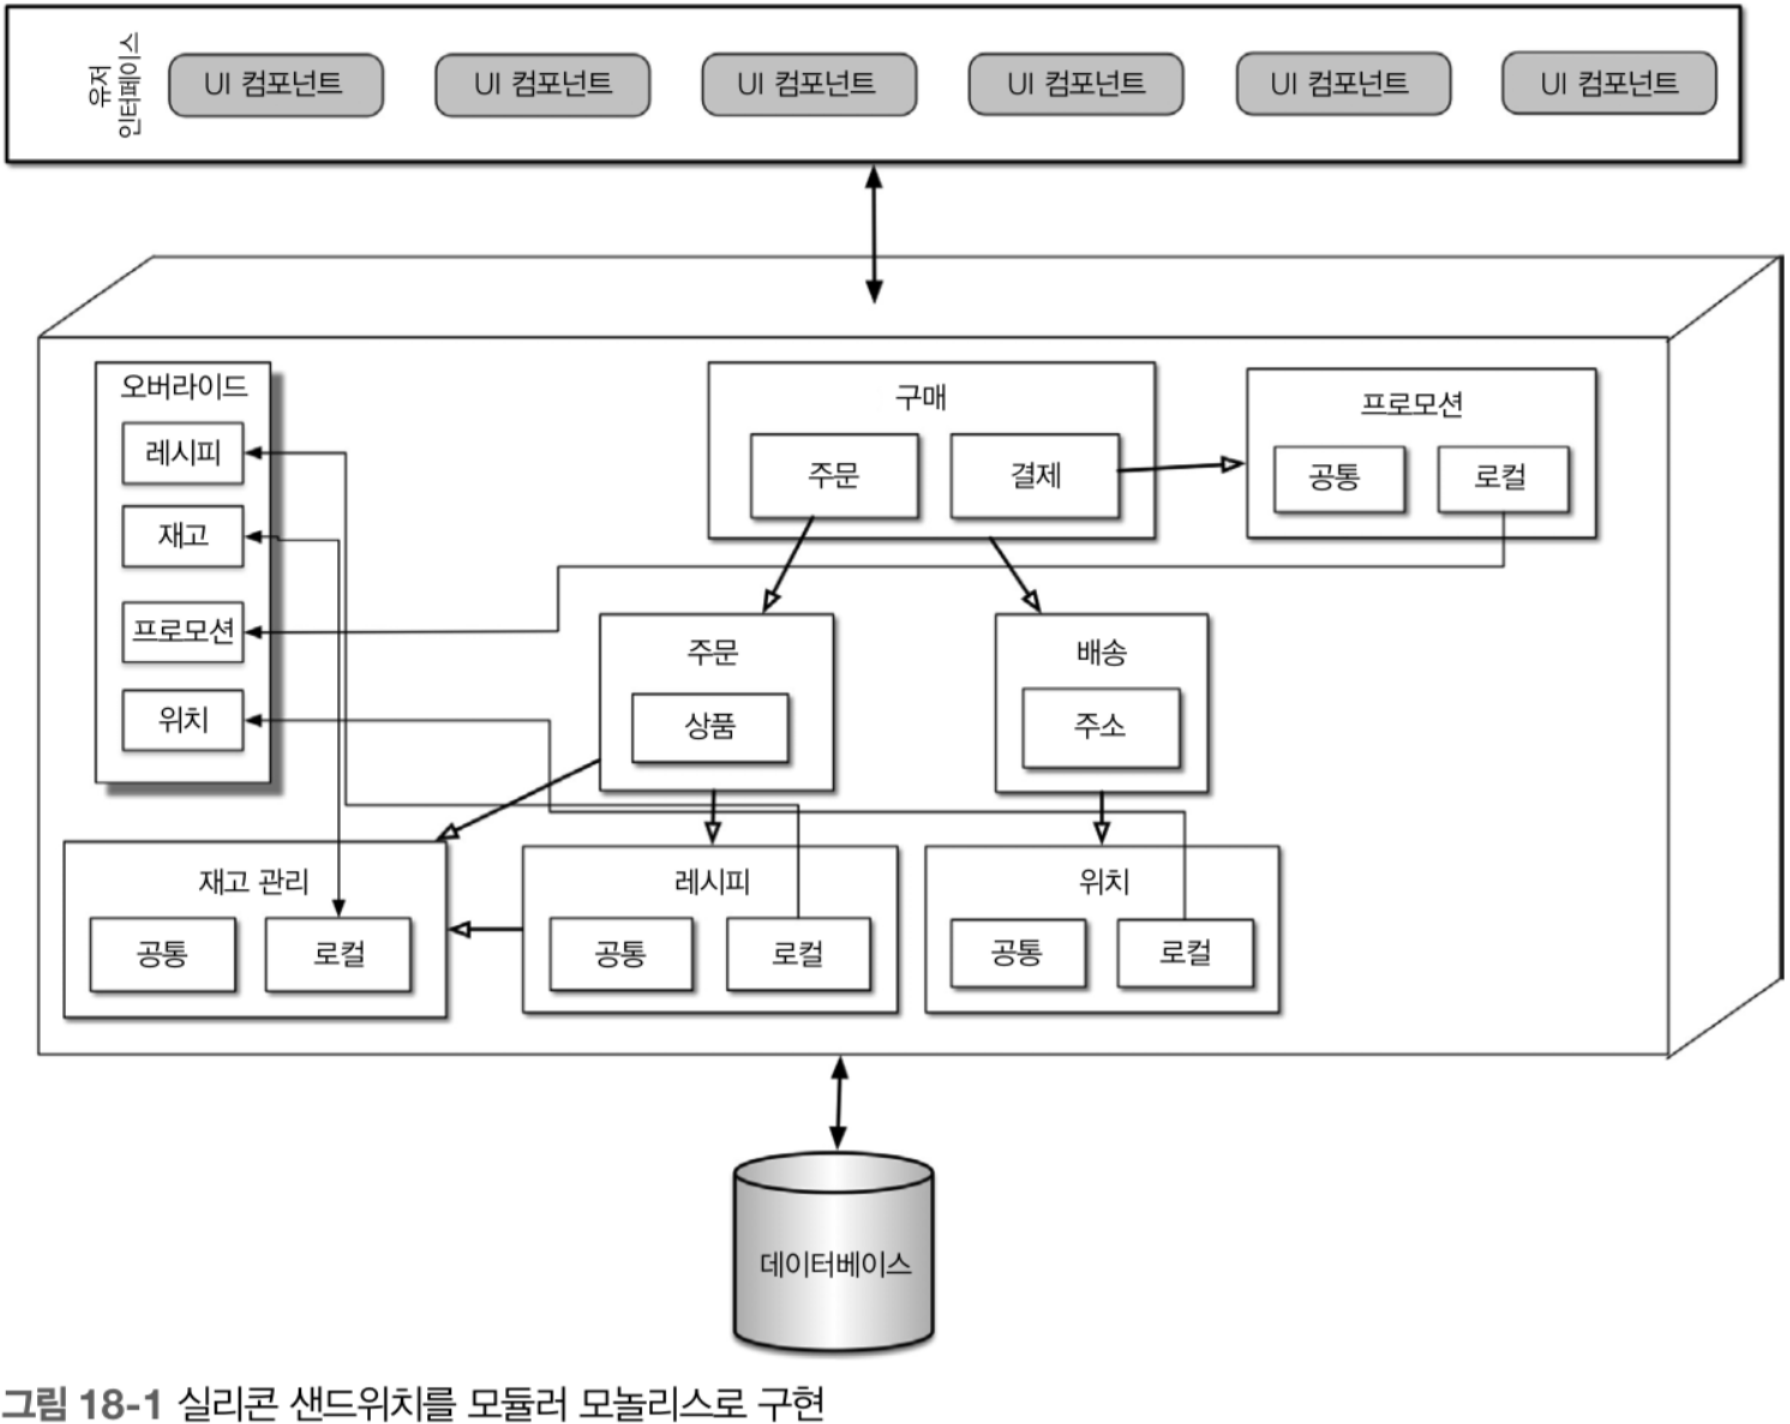 유저
인터페이스
UI 컴포넌트
UI 컴포넌트
UI 컴포넌트
UI 컴포넌트
UI 컴포넌트
UI 컴포넌트
오버라이드
레시피
재고
프로모션
위치
구매
주문
결제
프로모션
공통
로컬
주문
상품
배송
주소
재고 관리
공통
로컬
레시피
공통
로컬
위치
공통
로컬
데이터베이스
그림 18-1 실리콘 샌드위치를 모듈러 모놀리스로 구현